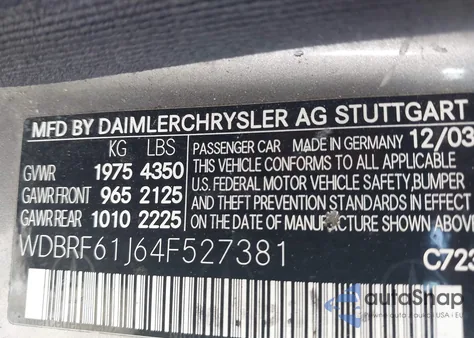 MFD BY DAIMLERCHRYSLER AG STUTTGART
KG LBS
GVWR 1975 4350
GAWR FRONT 965 2125
GAWR REAR 1010 2225
PASSENGER CAR MADE IN GERMANY 12/03
THIS VEHICLE CONFORMS TO ALL APPLICABLE
U.S. FEDERAL MOTOR VEHICLE SAFETY, BUMPER
AND THEFT PREVENTION STANDARDS IN EFFECT
ON THE DATE OF MANUFACTURE SHOWN ABOVE
WDBRF61J64F527381
C723
autoSnap